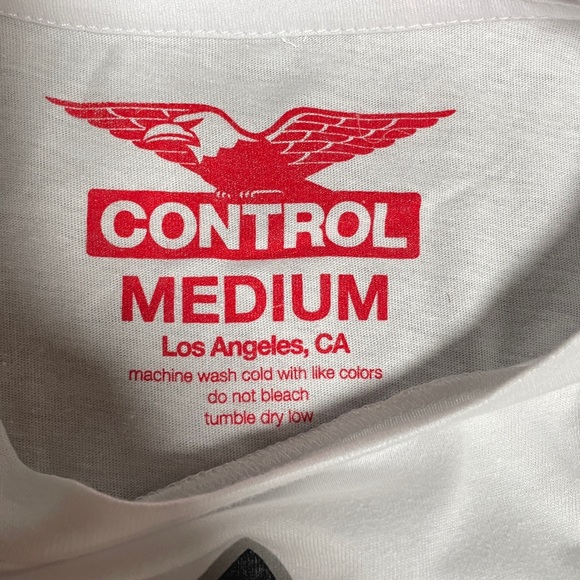 CONTROL
MEDIUM
Los Angeles, CA
machine wash cold with like colors
do not bleach
tumble dry low